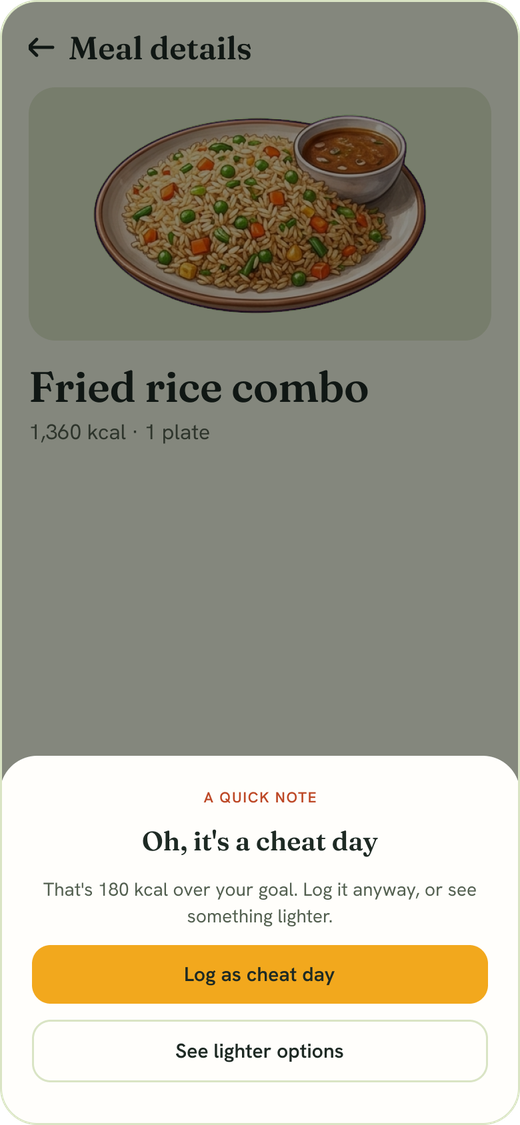 Meal details
Fried rice combo
1,360 kcal · 1 plate
A QUICK NOTE
Oh, it's a cheat day
That's 180 kcal over your goal. Log it anyway, or see
something lighter.
Log as cheat day
See lighter options